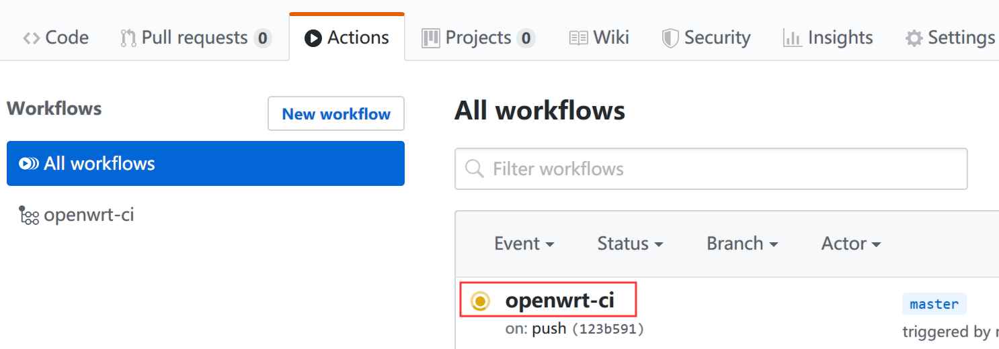 Code Pull requests 0 Actions Projects 0 Wiki Security Insights Settings
Workflows
New workflow
All workflows
openwrt-ci
All workflows
Filter workflows
Event Status Branch Actor
openwrt-ci
master
on: push (123b591)
triggered by